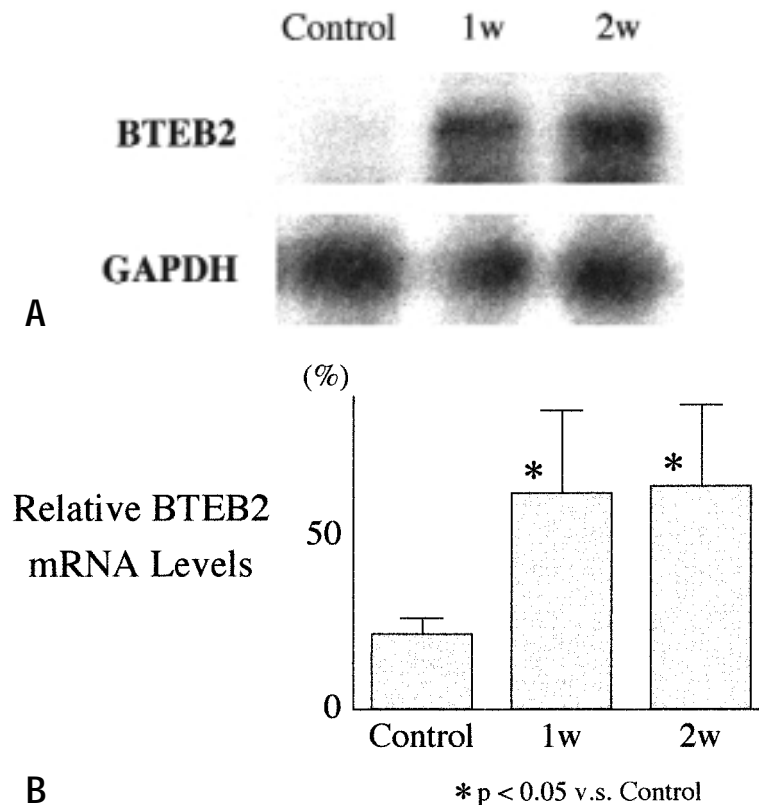 Control 1w 2w
BTEB2
GAPDH
A
(%)
Relative BTEB2
mRNA Levels
50
*
*
0
Control 1w 2w
B
* p < 0.05 v.s. Control